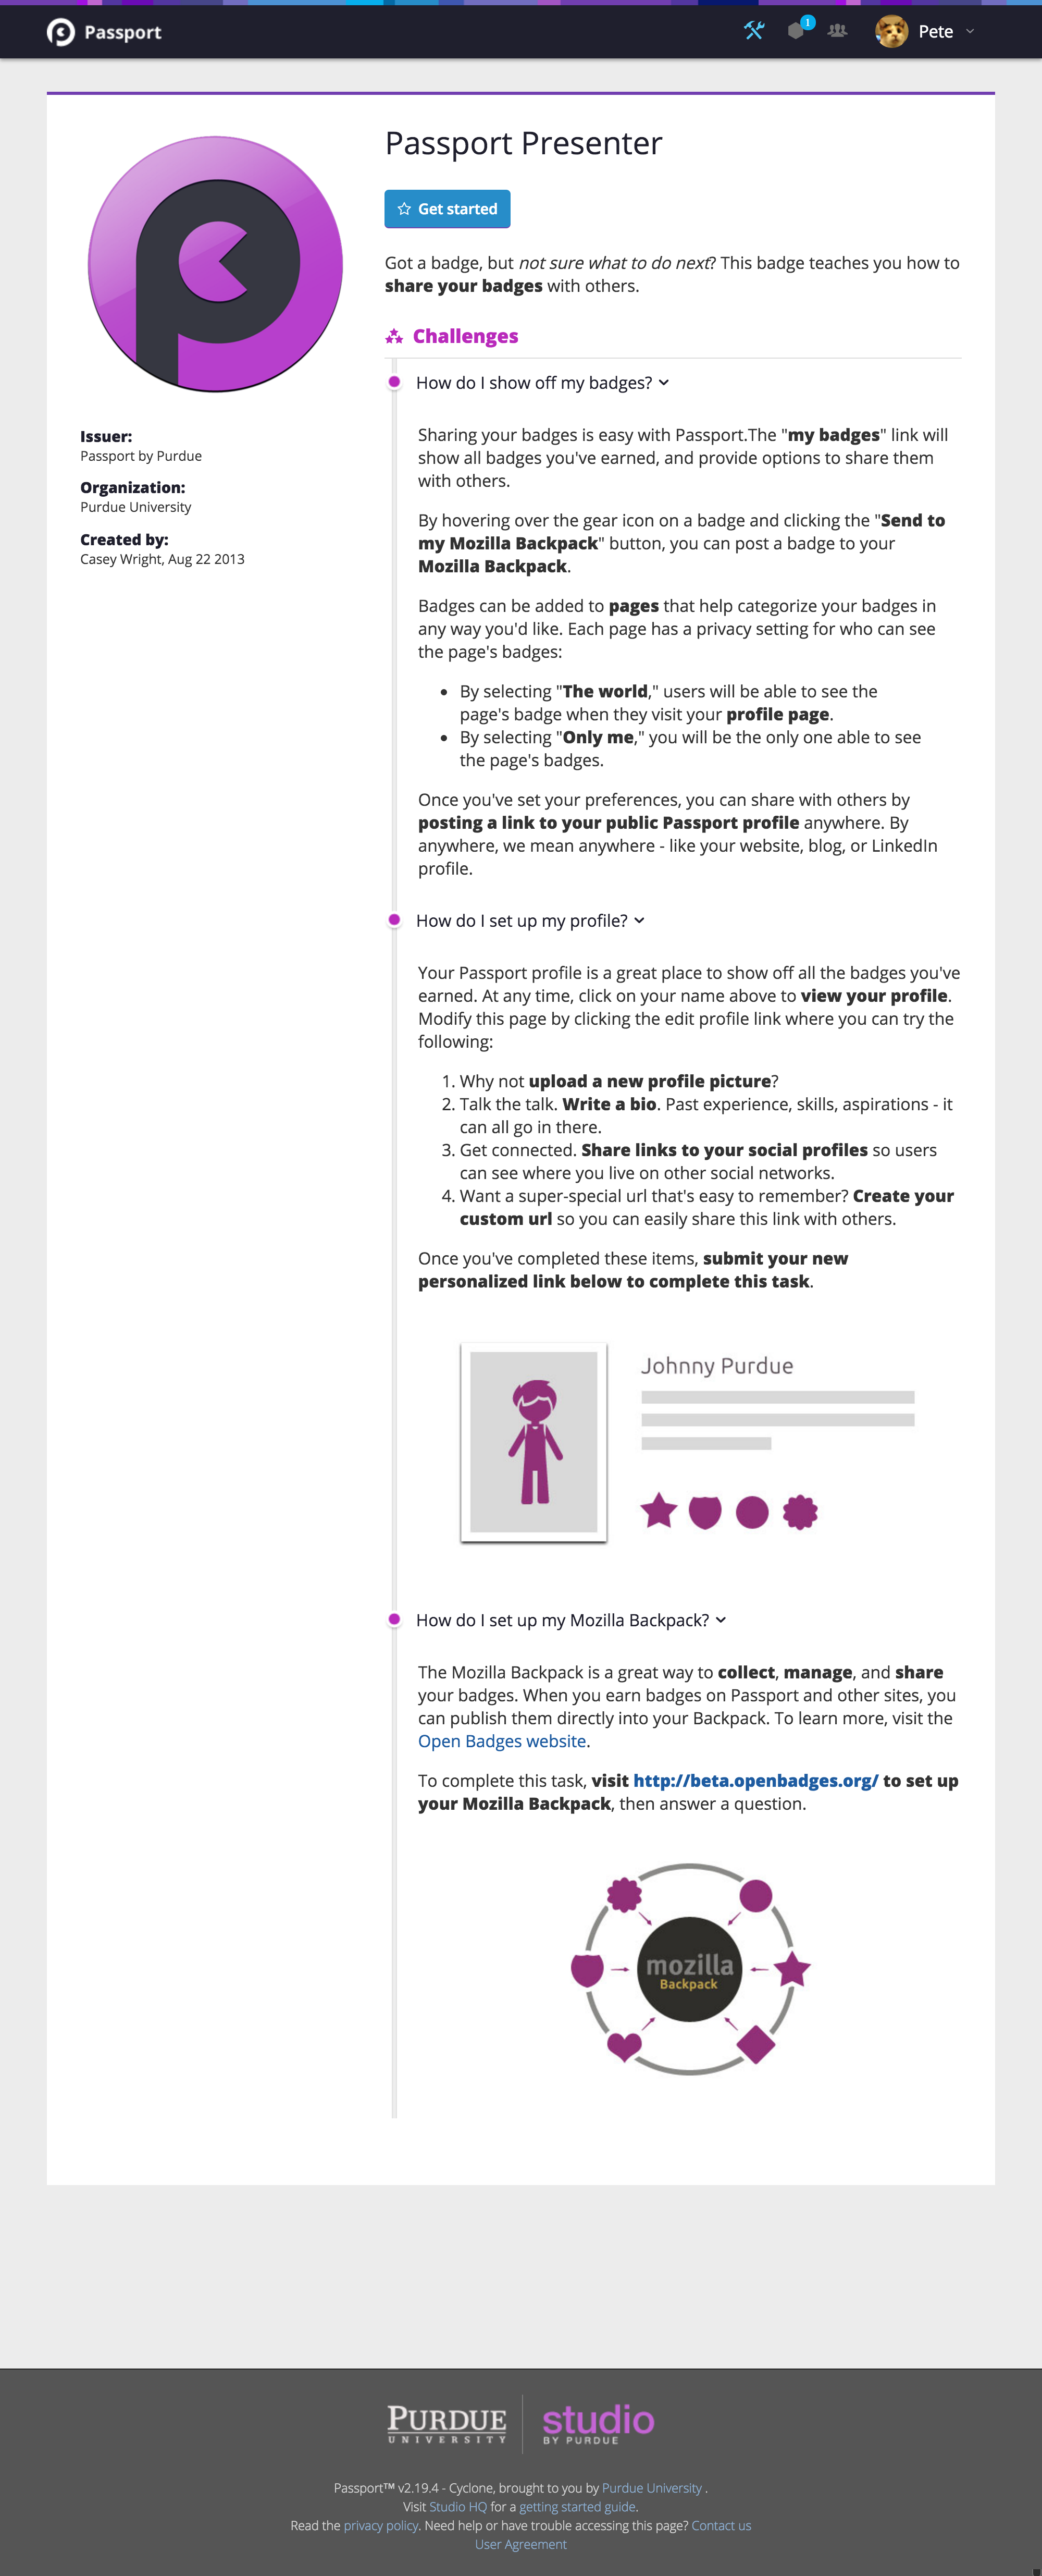 Passport
1
Pete
Passport Presenter
Get started
Got a badge, but not sure what to do next? This badge teaches you how to
share your badges with others.
Challenges
Issuer:
Passport by Purdue
Organization:
Purdue University
Created by:
Casey Wright, Aug 22 2013
How do I show off my badges?
Sharing your badges is easy with Passport.The "my badges" link will
show all badges you've earned, and provide options to share them
with others.
By hovering over the gear icon on a badge and clicking the "Send to
my Mozilla Backpack" button, you can post a badge to your
Mozilla Backpack.
Badges can be added to pages that help categorize your badges in
any way you'd like. Each page has a privacy setting for who can see
the page's badges:
• By selecting "The world," users will be able to see the
page's badge when they visit your profile page.
• By selecting "Only me," you will be the only one able to see
the page's badges.
Once you've set your preferences, you can share with others by
posting a link to your public Passport profile anywhere. By
anywhere, we mean anywhere - like your website, blog, or LinkedIn
profile.
How do I set up my profile?
Your Passport profile is a great place to show off all the badges you've
earned. At any time, click on your name above to view your profile.
Modify this page by clicking the edit profile link where you can try the
following:
1. Why not upload a new profile picture?
2. Talk the talk. Write a bio. Past experience, skills, aspirations - it
can all go in there.
3. Get connected. Share links to your social profiles so users
can see where you live on other social networks.
4. Want a super-special url that's easy to remember? Create your
custom url so you can easily share this link with others.
Once you've completed these items, submit your new
personalized link below to complete this task.
Johnny Purdue
How do I set up my Mozilla Backpack?
The Mozilla Backpack is a great way to collect, manage, and share
your badges. When you earn badges on Passport and other sites, you
can publish them directly into your Backpack. To learn more, visit the
Open Badges website.
To complete this task, visit http://beta.openbadges.org/ to set up
your Mozilla Backpack, then answer a question.
mozilla
Backpack
PURDUE
UNIVERSITY
studio
BY PURDUE
Passport™ v2.19.4 - Cyclone, brought to you by Purdue University .
Visit Studio HQ for a getting started guide.
Read the privacy policy. Need help or have trouble accessing this page? Contact us
User Agreement